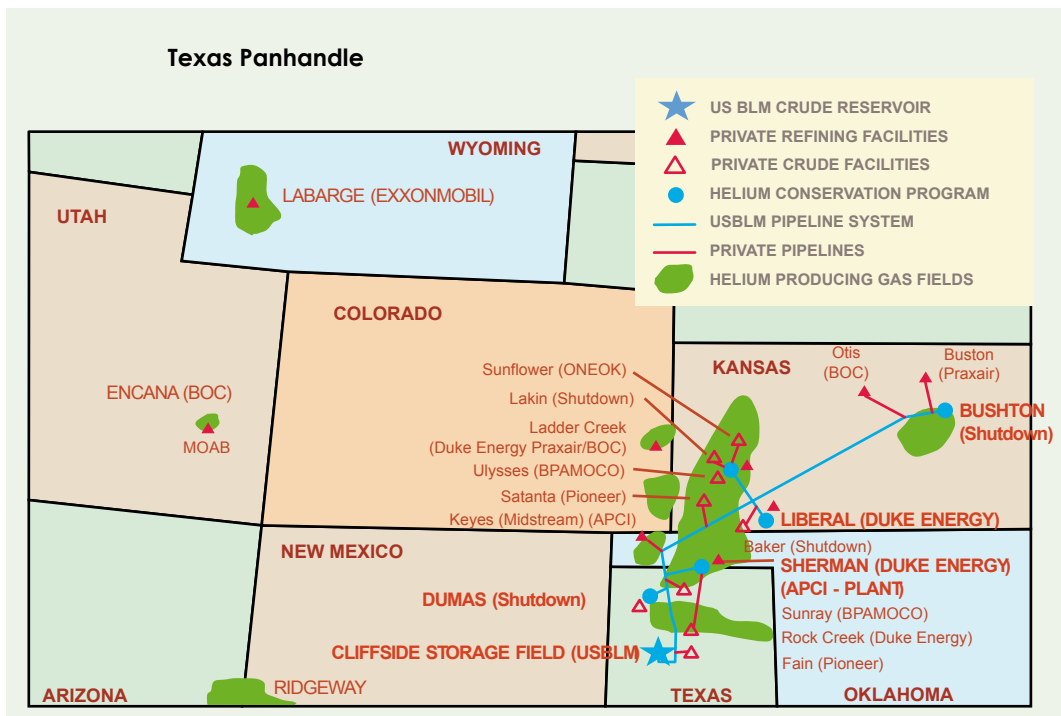 Texas Panhandle
US BLM CRUDE RESERVOIR
PRIVATE REFINING FACILITIES
PRIVATE CRUDE FACILITIES
HELIUM CONSERVATION PROGRAM
USBLM PIPELINE SYSTEM
PRIVATE PIPELINES
HELIUM PRODUCING GAS FIELDS
WYOMING
LABARGE (EXXONMOBIL)
UTAH
COLORADO
ENCANA (BOC)
MOAB
Sunflower (ONEOK)
Lakin (Shutdown)
Ladder Creek
(Duke Energy Praxair/BOC)
Ulysses (BPAMOCO)
Satanta (Pioneer)
Keyes (Midstream) (APCI)
KANSAS
Otis
(BOC)
Buston
(Praxair)
BUSHTON
(Shutdown)
LIBERAL (DUKE ENERGY)
NEW MEXICO
Baker (Shutdown)
SHERMAN (DUKE ENERGY)
(APCI - PLANT)
DUMAS (Shutdown)
Sunray (BPAMOCO)
Rock Creek (Duke Energy)
CLIFFSIDE STORAGE FIELD (USBLM)
Fain (Pioneer)
ARIZONA
RIDGEWAY
TEXAS
OKLAHOMA